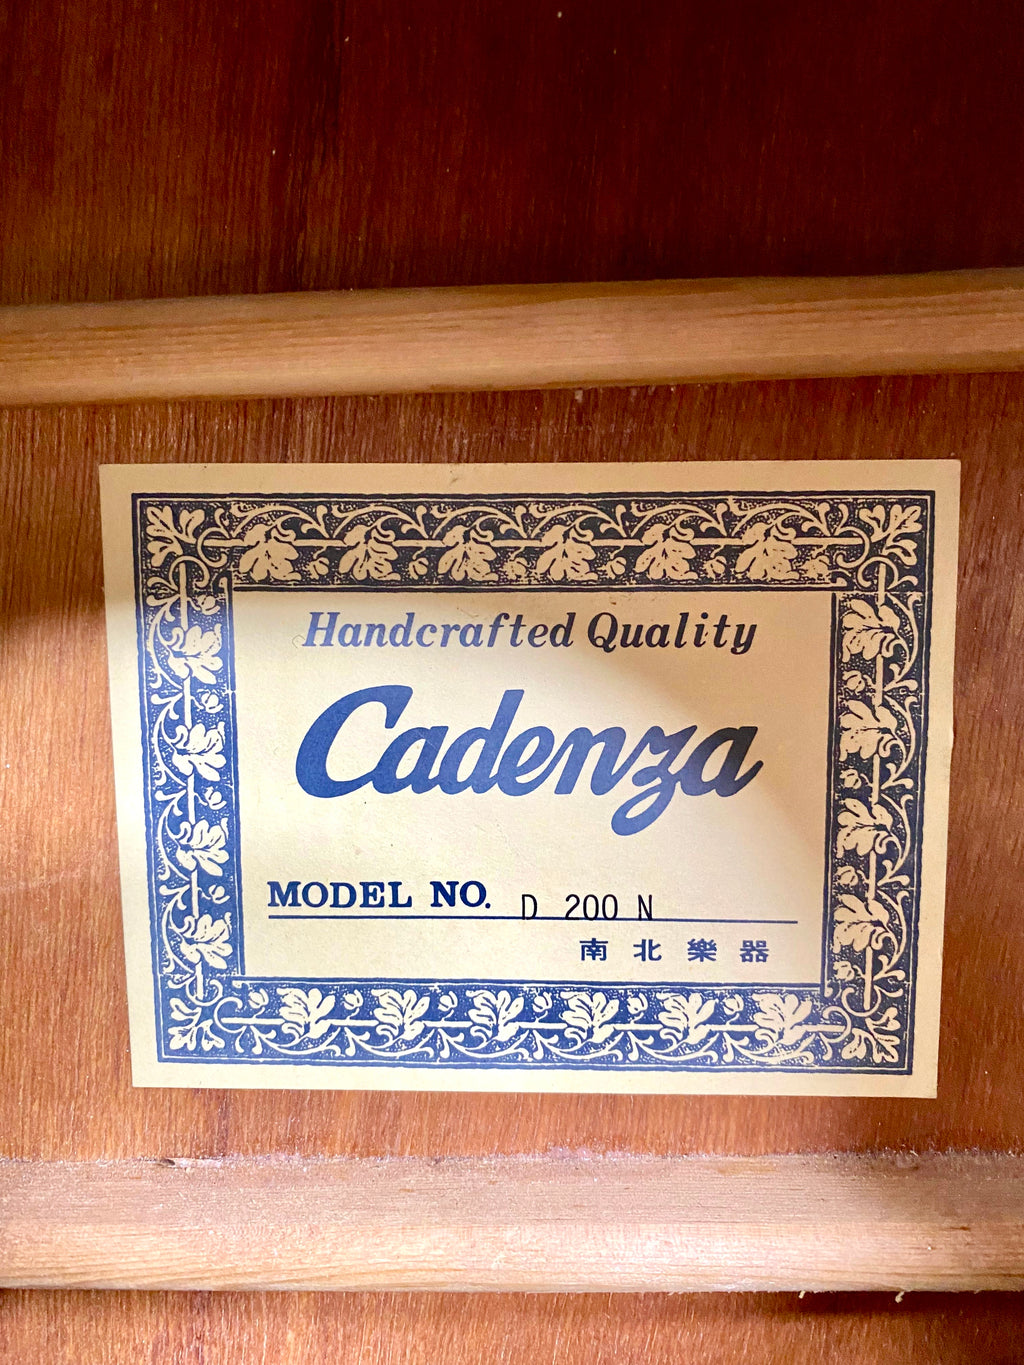 Handcrafted Quality
Cadenza
MODEL NO. D 200 N
南北樂器